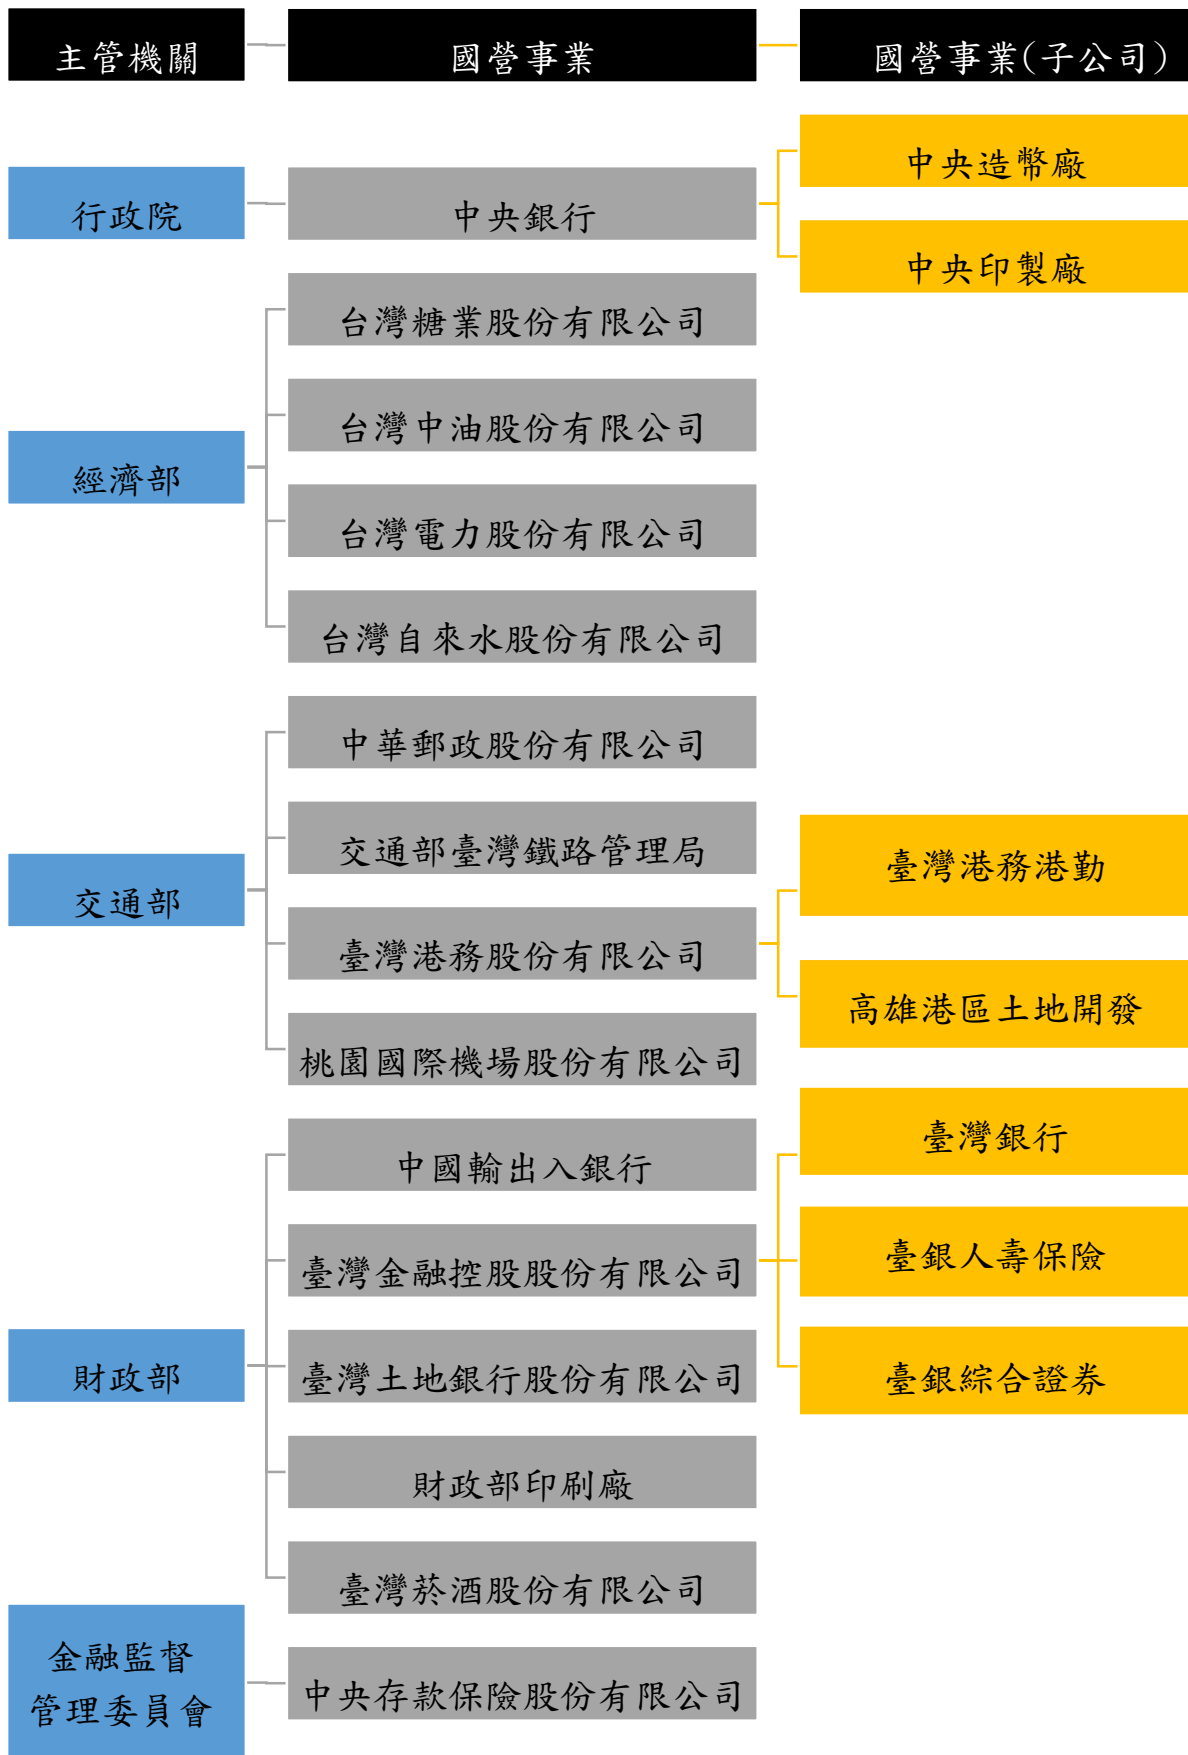 主管機關
國營事業
國營事業(子公司)
行政院
中央銀行
中央造幣廠
中央印製廠
經濟部
台灣糖業股份有限公司
台灣中油股份有限公司
台灣電力股份有限公司
台灣自來水股份有限公司
交通部
中華郵政股份有限公司
交通部臺灣鐵路管理局
臺灣港務股份有限公司
臺灣港務港勤
高雄港區土地開發
桃園國際機場股份有限公司
財政部
中國輸出入銀行
臺灣金融控股股份有限公司
臺灣銀行
臺銀人壽保險
臺銀綜合證券
臺灣土地銀行股份有限公司
財政部印刷廠
臺灣菸酒股份有限公司
金融監督
管理委員會
中央存款保險股份有限公司